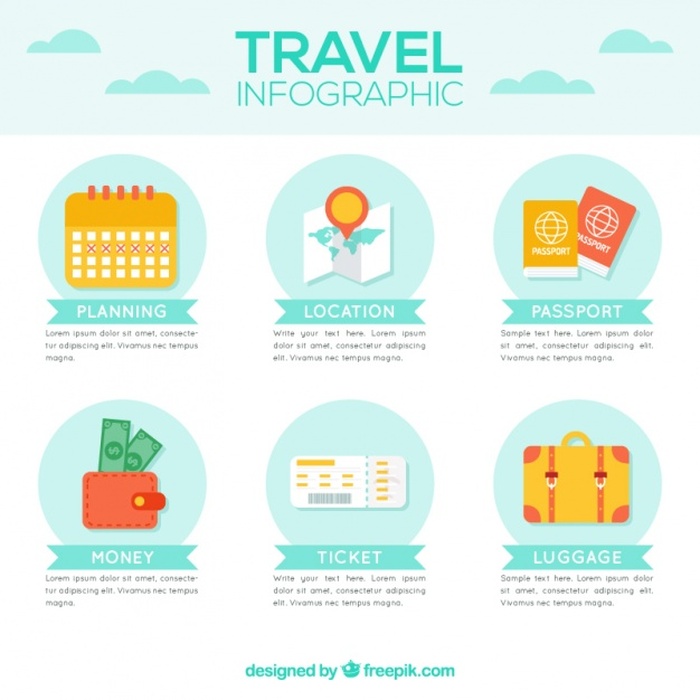 TRAVEL
INFOGRAPHIC
PASSPORT
PASSPORT
PLANNING
LOCATION
PASSPORT
Lorem ipsum dolor sit amet, consecte-
tur adipiscing elit. Vivamus nec tempus
magna.
Write your text here. Lorem ipsum
dolor sit amet, consectetur adipiscing
elit. Vivamus nec tempus magna.
Sample text here. Lorem ipsum dolor
sit amet, consectetur adipiscing elit.
Vivamus nec tempus magna.
$
$
MONEY
TICKET
LUGGAGE
Lorem ipsum dolor sit amet, consecte-
tur adipiscing elit. Vivamus nec tempus
magna.
Write your text here. Lorem ipsum
dolor sit amet, consectetur adipiscing
elit. Vivamus nec tempus magna.
Sample text here. Lorem ipsum dolor
sit amet, consectetur adipiscing elit.
Vivamus nec tempus magna.
designed by freepik.com